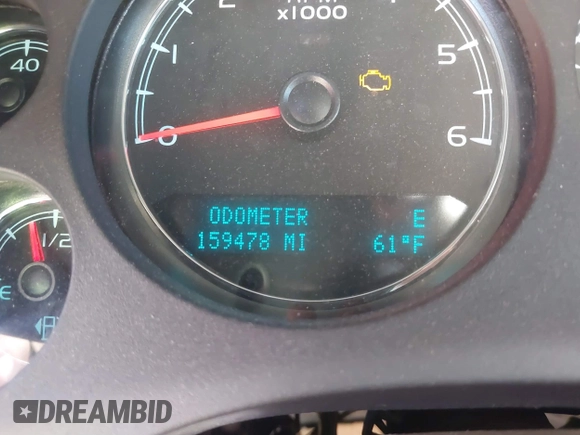 RPM
x1000
40
5
1
0
6
1/2
ODOMETER E
159478 MI 61°F
DREAMBID